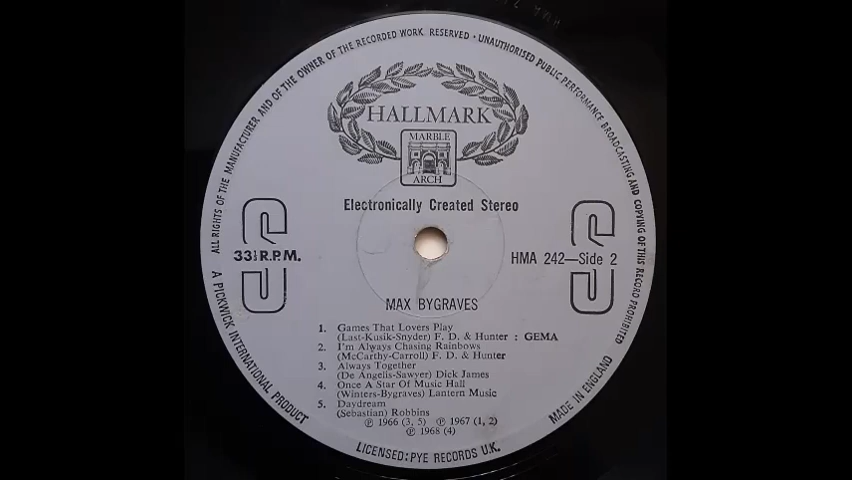 ALL RIGHTS OF THE MANUFACTURER AND OF THE OWNER OF THE RECORDED WORK RESERVED · UNAUTHORISED PUBLIC PERFORMANCE BROADCASTING AND COPYING OF THIS RECORD PROHIBITED
HALLMARK
MARBLE
ARCH
Electronically Created Stereo
S S
33⅓ R.P.M.
HMA 242—Side 2
MAX BYGRAVES
1. Games That Lovers Play
(Last-Kusik-Snyder) F. D. & Hunter : GEMA
2. I'm Always Chasing Rainbows
(McCarthy-Carroll) F. D. & Hunter
3. Always Together
(De Angelis-Sawyer) Dick James
4. Once A Star Of Music Hall
(Winters-Bygraves) Lantern Music
5. Daydream
(Sebastian) Robbins
℗ 1966 (3, 5) ℗ 1967 (1, 2)
℗ 1968 (4)
A PICKWICK INTERNATIONAL PRODUCT
LICENSED: PYE RECORDS U.K.
MADE IN ENGLAND